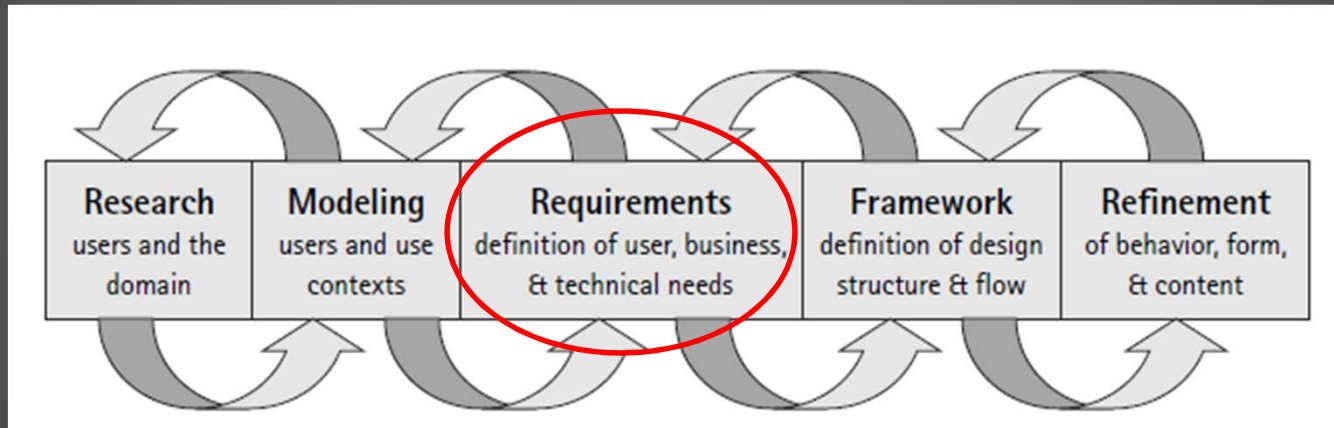 Research
users and the
domain
Modeling
users and use
contexts
Requirements
definition of user, business,
& technical needs
Framework
definition of design
structure & flow
Refinement
of behavior, form,
& content